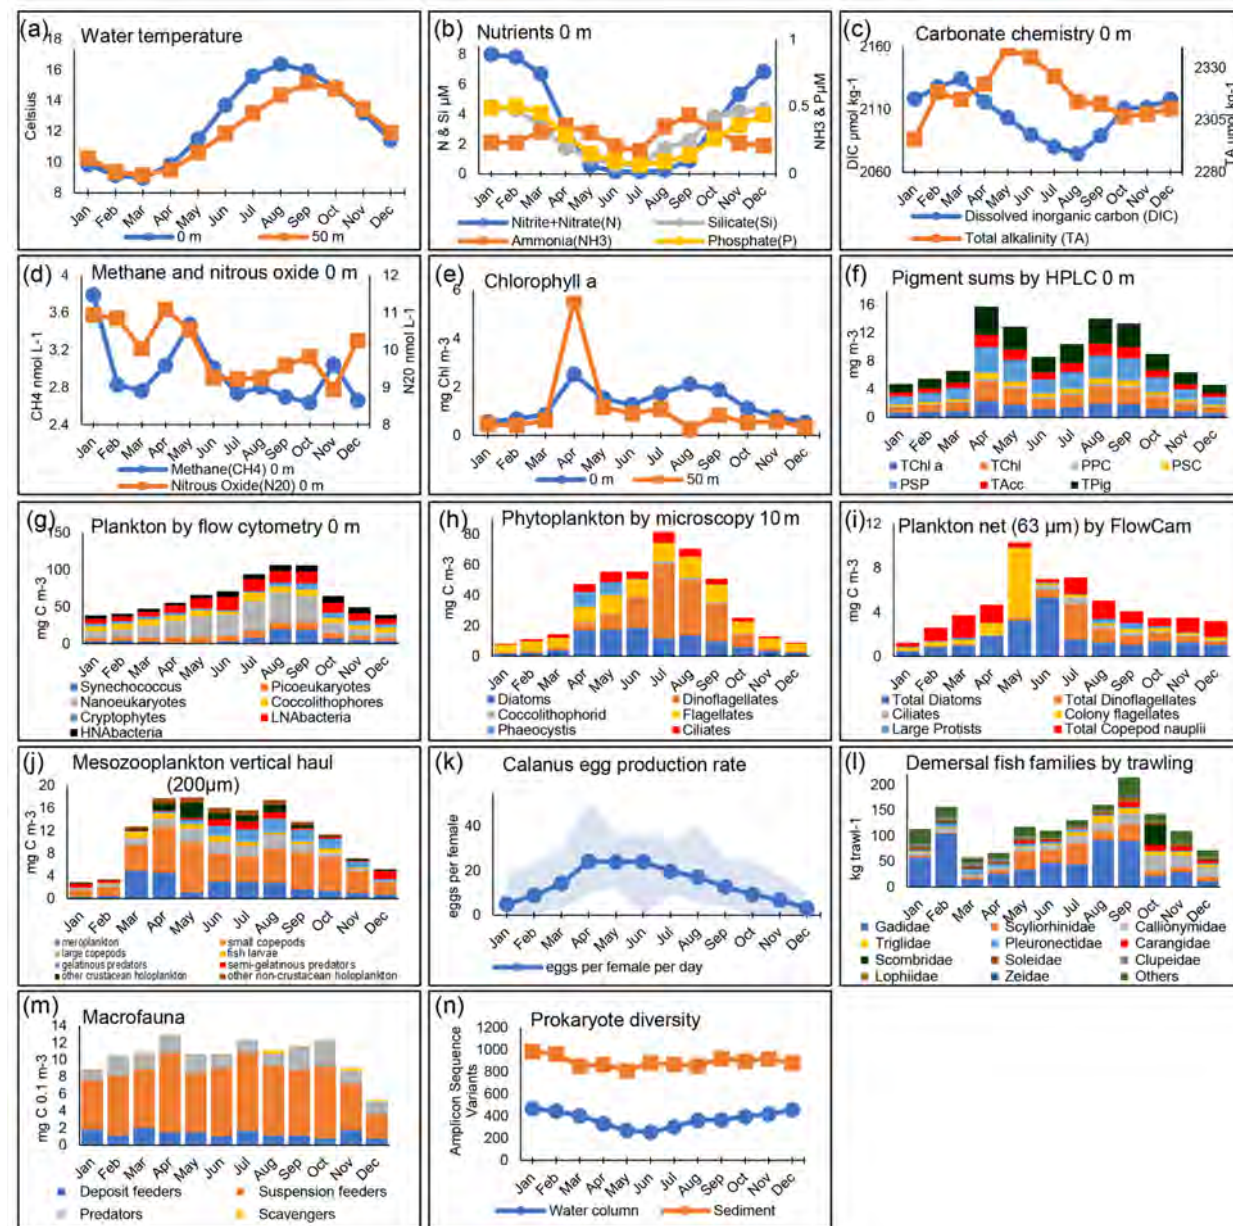 (a) Water temperature
18
16
14
12
10
8
Celsius
Jan Feb Mar Apr May Jun Jul Aug Sep Oct Nov Dec
0 m 50 m
(b) Nutrients 0 m
8
6
4
2
0
N & Si µM
1
0.5
0
NH3 & PµM
Jan Feb Mar Apr May Jun Jul Aug Sep Oct Nov Dec
Nitrite+Nitrate(N) Silicate(Si)
Ammonia(NH3) Phosphate(P)
(c) Carbonate chemistry 0 m
2160
2110
2060
DIC µmol kg-1
2330
2305
2280
TA µmol kg-1
Jan Feb Mar Apr May Jun Jul Aug Sep Oct Nov Dec
Dissolved inorganic carbon (DIC)
Total alkalinity (TA)
(d) Methane and nitrous oxide 0 m
4
3.6
3.2
2.8
2.4
CH4 nmol L-1
12
11
10
9
8
N20 nmol L-1
Jan Feb Mar Apr May Jun Jul Aug Sep Oct Nov Dec
Methane(CH4) 0 m
Nitrous Oxide(N20) 0 m
(e) Chlorophyll a
6
4
2
0
mg Chl m-3
Jan Feb Mar Apr May Jun Jul Aug Sep Oct Nov Dec
0 m 50 m
(f) Pigment sums by HPLC 0 m
16
12
8
4
0
mg m-3
Jan Feb Mar Apr May Jun Jul Aug Sep Oct Nov Dec
TChl a TChl PPC PSC
PSP TAcc TPig
(g) Plankton by flow cytometry 0 m
150
100
50
0
mg C m-3
Jan Feb Mar Apr May Jun Jul Aug Sep Oct Nov Dec
Synechococcus Picoeukaryotes
Nanoeukaryotes Coccolithophores
Cryptophytes LNAbacteria
HNAbacteria
(h) Phytoplankton by microscopy 10 m
80
60
40
20
0
mg C m-3
Jan Feb Mar Apr May Jun Jul Aug Sep Oct Nov Dec
Diatoms Dinoflagellates
Coccolithophorid Flagellates
Phaeocystis Ciliates
(i) Plankton net (63 µm) by FlowCam
12
8
4
0
mg C m-3
Jan Feb Mar Apr May Jun Jul Aug Sep Oct Nov Dec
Total Diatoms Total Dinoflagellates
Ciliates Colony flagellates
Large Protists Total Copepod nauplii
(j) Mesozooplankton vertical haul
(200µm)
20
16
12
8
4
0
mg C m-3
Jan Feb Mar Apr May Jun Jul Aug Sep Oct Nov Dec
meroplankton small copepods
large copepods fish larvae
gelatinous predators semi-gelatinous predators
other crustacean holoplankton other non-crustacean holoplankton
(k) Calanus egg production rate
40
20
0
eggs per female
Jan Feb Mar Apr May Jun Jul Aug Sep Oct Nov Dec
eggs per female per day
(l) Demersal fish families by trawling
200
150
100
50
0
kg trawl-1
Jan Feb Mar Apr May Jun Jul Aug Sep Oct Nov Dec
Gadidae Scyliorhinidae Callionymidae
Triglidae Pleuronectidae Carangidae
Scombridae Soleidae Clupeidae
Lophiidae Zeidae Others
(m) Macrofauna
14
12
10
8
6
4
2
0
mg C 0.1 m-3
Jan Feb Mar Apr May Jun Jul Aug Sep Oct Nov Dec
Deposit feeders Suspension feeders
Predators Scavengers
(n) Prokaryote diversity
1200
1000
800
600
400
200
0
Amplicon Sequence
Variants
Jan Feb Mar Apr May Jun Jul Aug Sep Oct Nov Dec
Water column Sediment